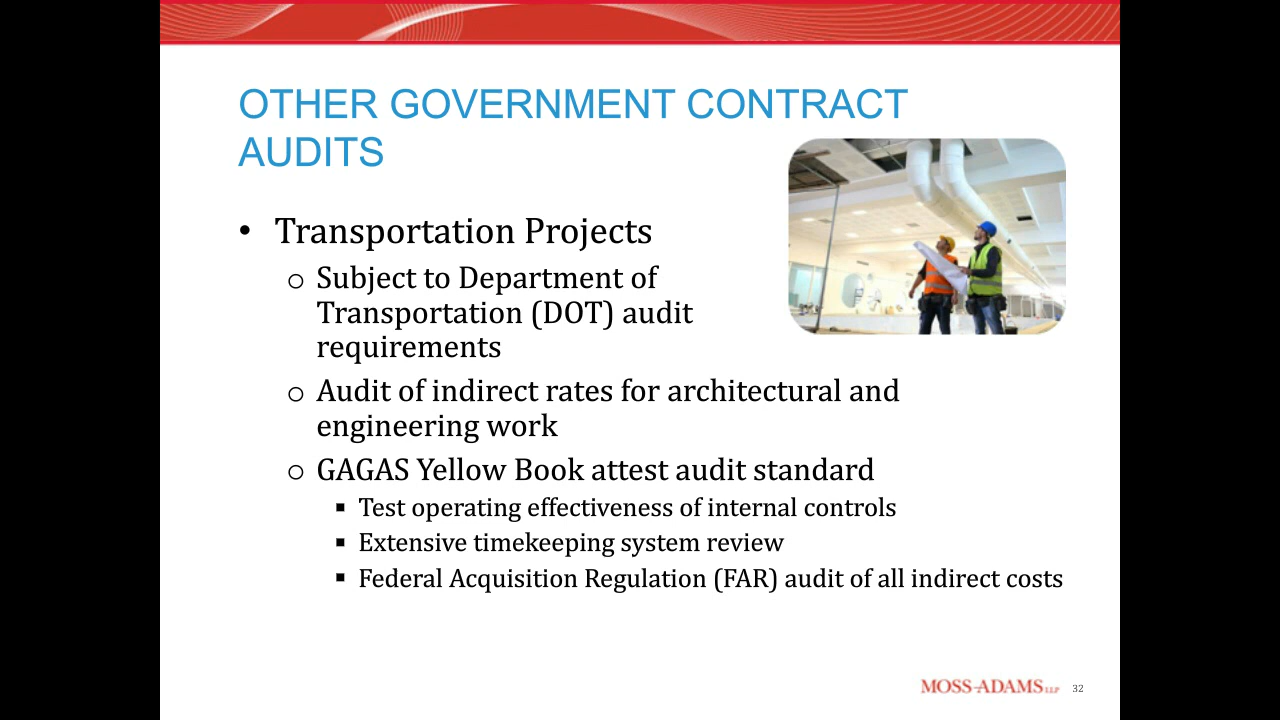 OTHER GOVERNMENT CONTRACT
AUDITS
• Transportation Projects
o Subject to Department of
Transportation (DOT) audit
requirements
o Audit of indirect rates for architectural and
engineering work
o GAGAS Yellow Book attest audit standard
▪ Test operating effectiveness of internal controls
▪ Extensive timekeeping system review
▪ Federal Acquisition Regulation (FAR) audit of all indirect costs
MOSS-ADAMS LLP 32